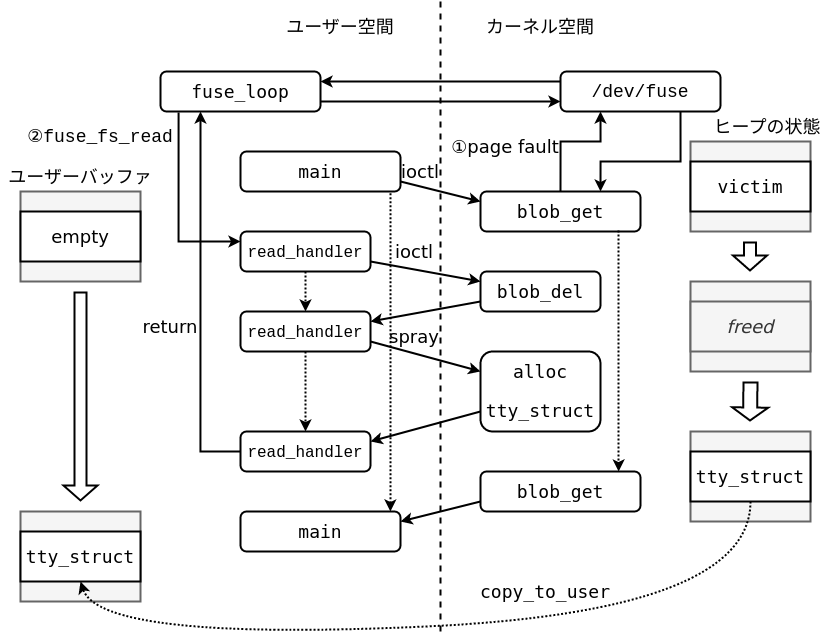 ユーザー空間
カーネル空間
fuse_loop
/dev/fuse
②fuse_fs_read
①page fault
ヒープの状態
ユーザーバッファ
main
ioctl
victim
blob_get
empty
read_handler
ioctl
blob_del
return
read_handler
spray
freed
alloc
tty_struct
read_handler
tty_struct
blob_get
main
tty_struct
copy_to_user